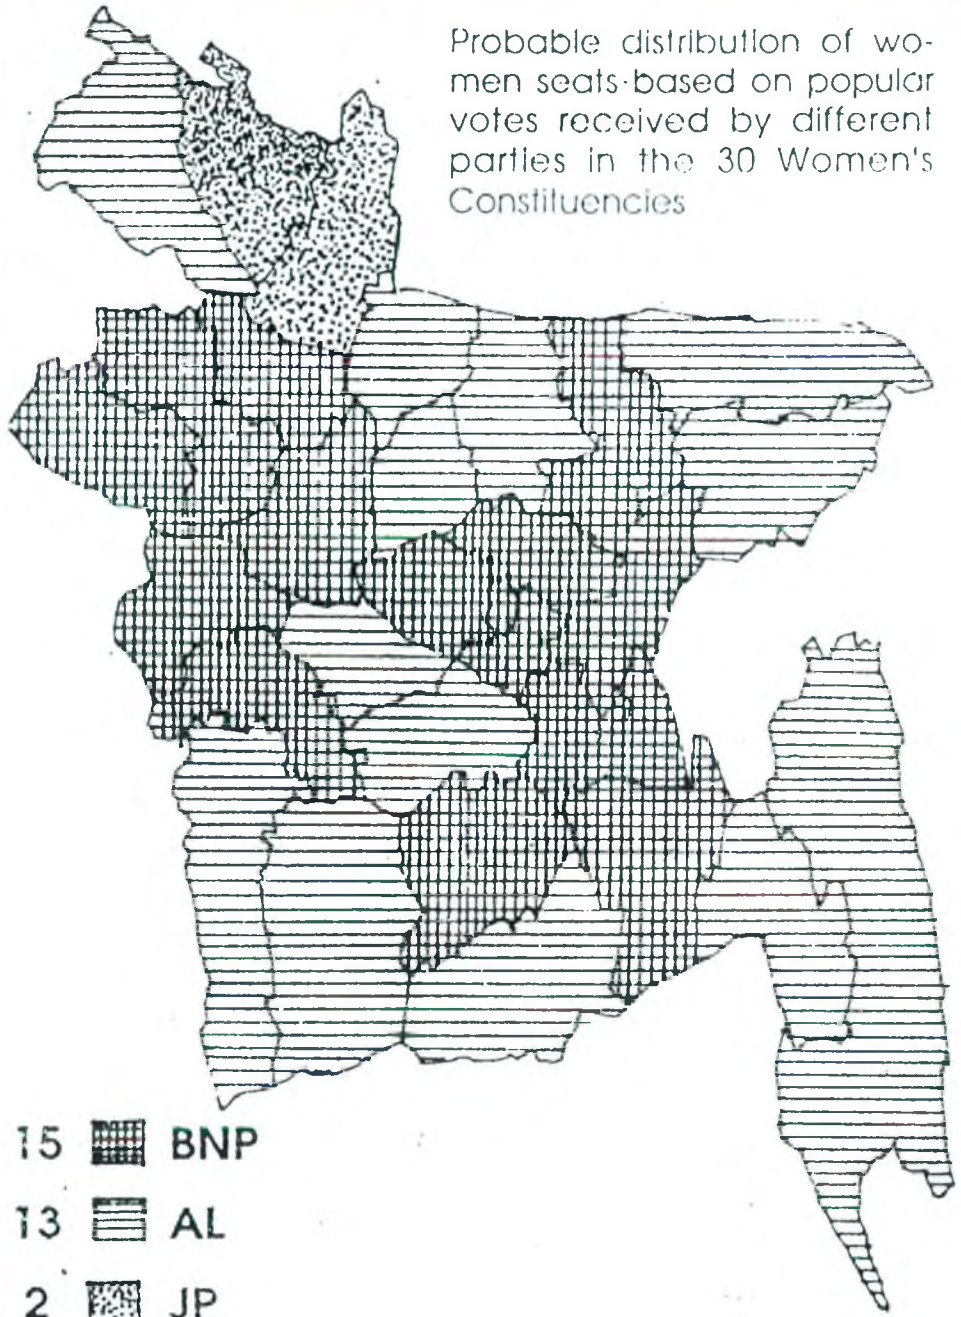 Probable distribution of wo-
men seats-based on popular
votes received by different
parties in the 30 Women's
Constituencies
15 BNP
13 AL
2 JP